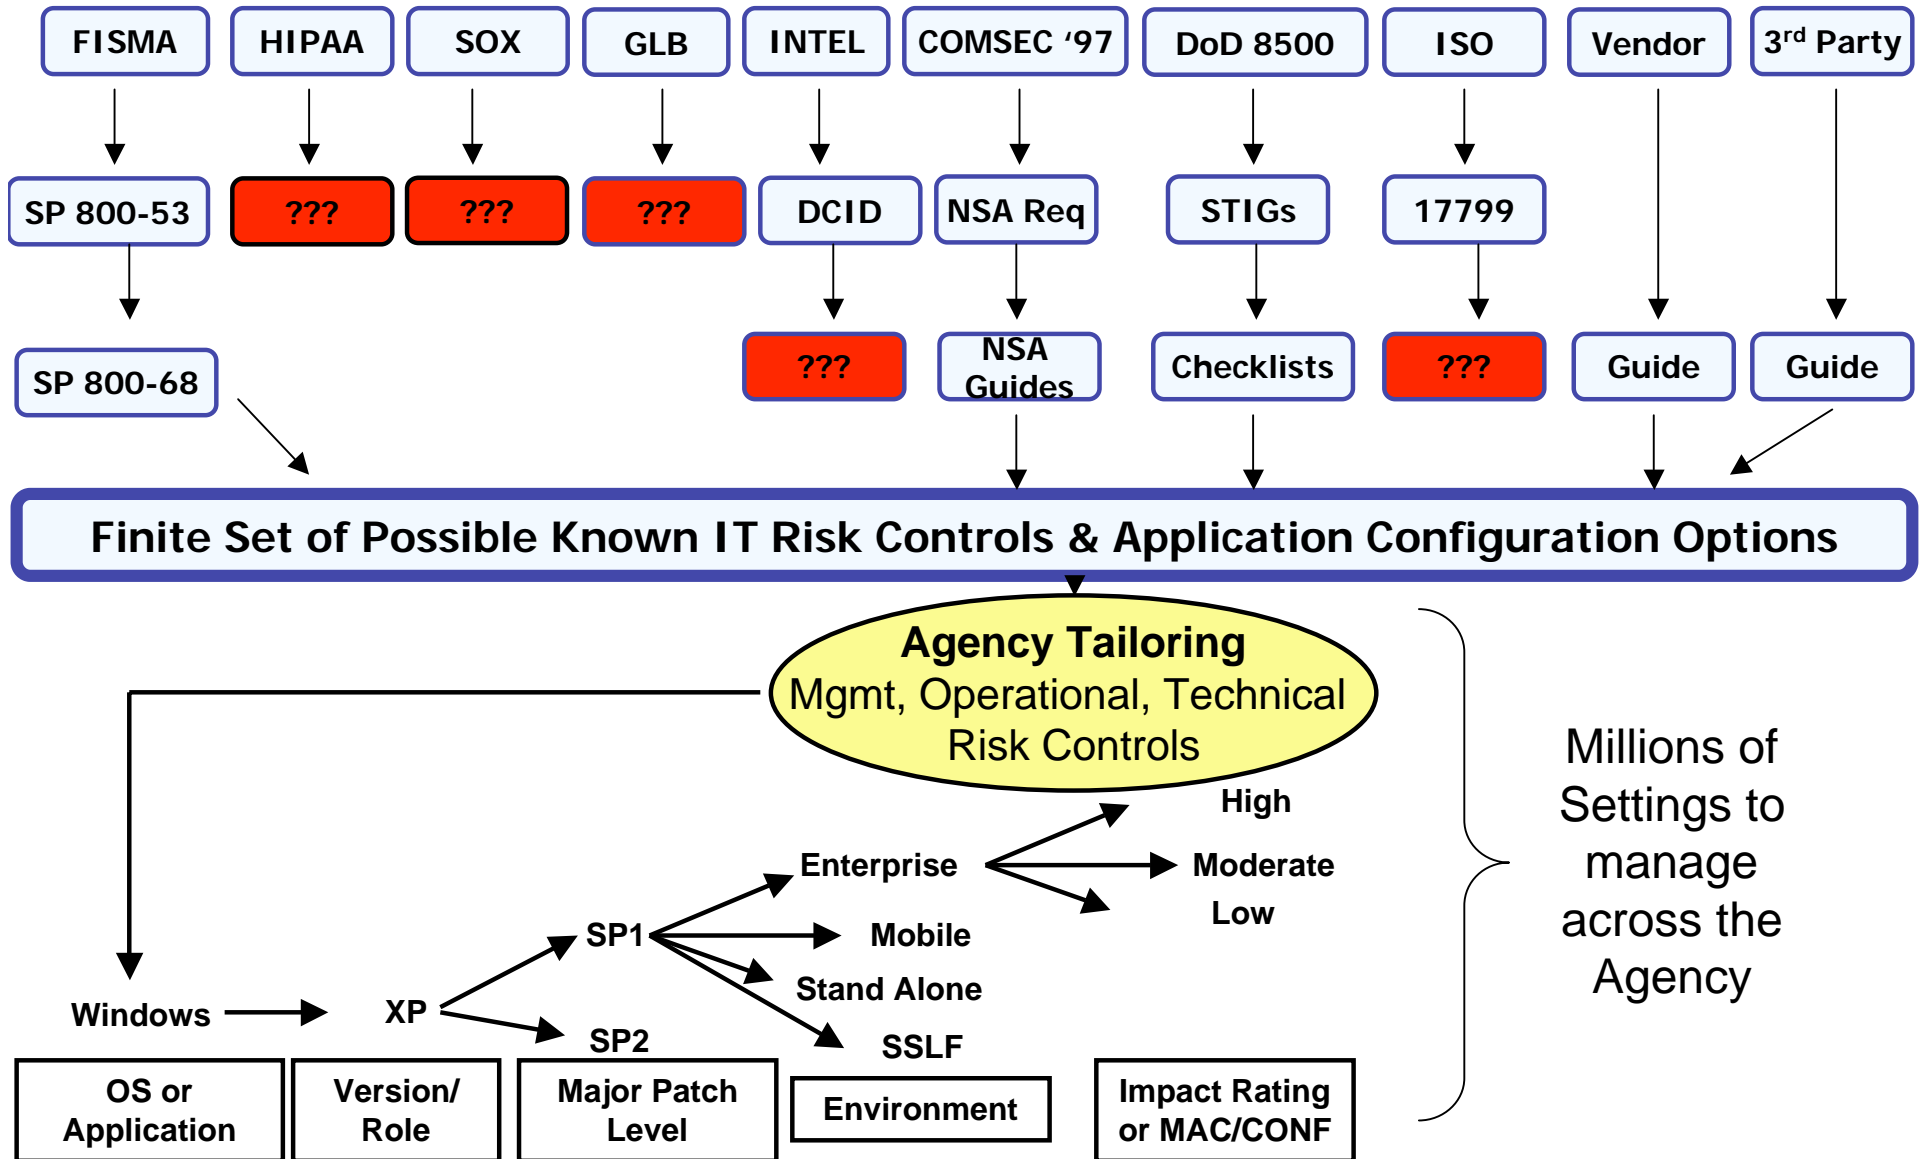 FISMA
HIPAA
SOX
GLB
INTEL
COMSEC ‘97
DoD 8500
ISO
Vendor
3rd Party
SP 800-53
???
???
???
DCID
NSA Req
STIGs
17799
SP 800-68
???
NSA
Guides
Checklists
???
Guide
Guide
Finite Set of Possible Known IT Risk Controls & Application Configuration Options
Agency Tailoring
Mgmt, Operational, Technical
Risk Controls
Millions of
Settings to
manage
across the
Agency
High
Enterprise
Moderate
Low
SP1
Mobile
Stand Alone
Windows
XP
SP2
SSLF
OS or
Application
Version/
Role
Major Patch
Level
Environment
Impact Rating
or MAC/CONF